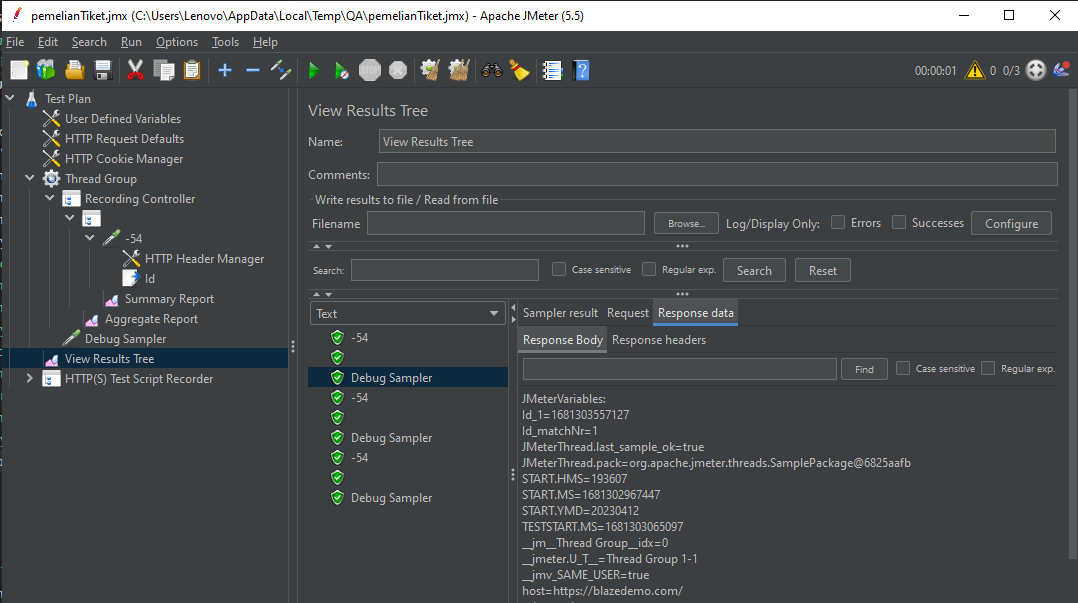 pemelianTiket.jmx (C:\Users\Lenovo\AppData\Local\Temp\QA\pemelianTiket.jmx) - Apache JMeter (5.5)
File Edit Search Run Options Tools Help
STOP 00:00:01 0 0/3
Test Plan
User Defined Variables
HTTP Request Defaults
HTTP Cookie Manager
Thread Group
Recording Controller
-54
HTTP Header Manager
Id
Summary Report
Aggregate Report
Debug Sampler
View Results Tree
HTTP(S) Test Script Recorder
View Results Tree
Name: View Results Tree
Comments:
Write results to file / Read from file
Filename Browse... Log/Display Only: Errors Successes Configure
Search: Case sensitive Regular exp. Search Reset
Text
-54
Debug Sampler
-54
Debug Sampler
-54
Debug Sampler
Sampler result Request Response data
Response Body Response headers
Find Case sensitive Regular exp.
JMeterVariables:
Id_1=1681303557127
Id_matchNr=1
JMeterThread.last_sample_ok=true
JMeterThread.pack=org.apache.jmeter.threads.SamplePackage@6825aafb
START.HMS=193607
START.MS=1681302967447
START.YMD=20230412
TESTSTART.MS=1681303065097
__jm__Thread Group__idx=0
__jmeter.U_T__=Thread Group 1-1
__jmv_SAME_USER=true
host=https://blazedemo.com/